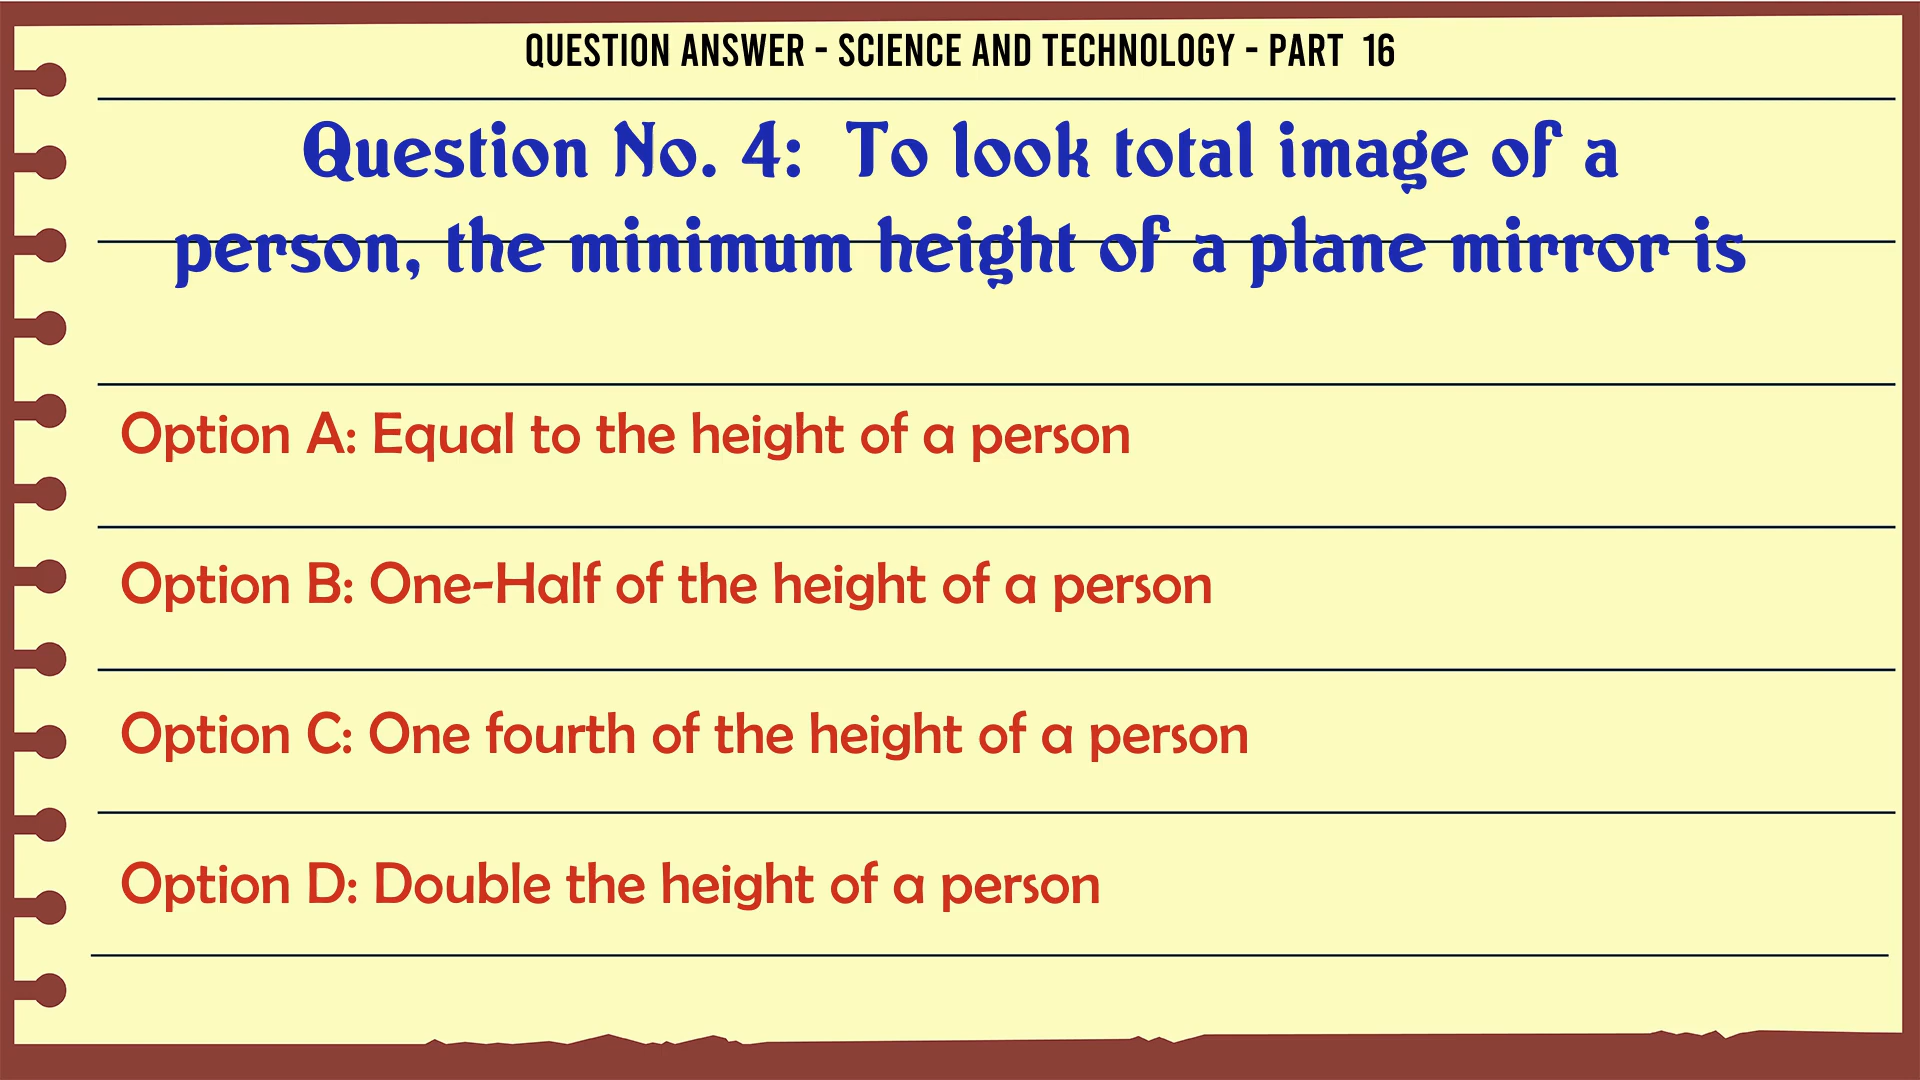 QUESTION ANSWER - SCIENCE AND TECHNOLOGY - PART 16
Question No. 4: To look total image of a
person, the minimum height of a plane mirror is
Option A: Equal to the height of a person
Option B: One-Half of the height of a person
Option C: One fourth of the height of a person
Option D: Double the height of a person